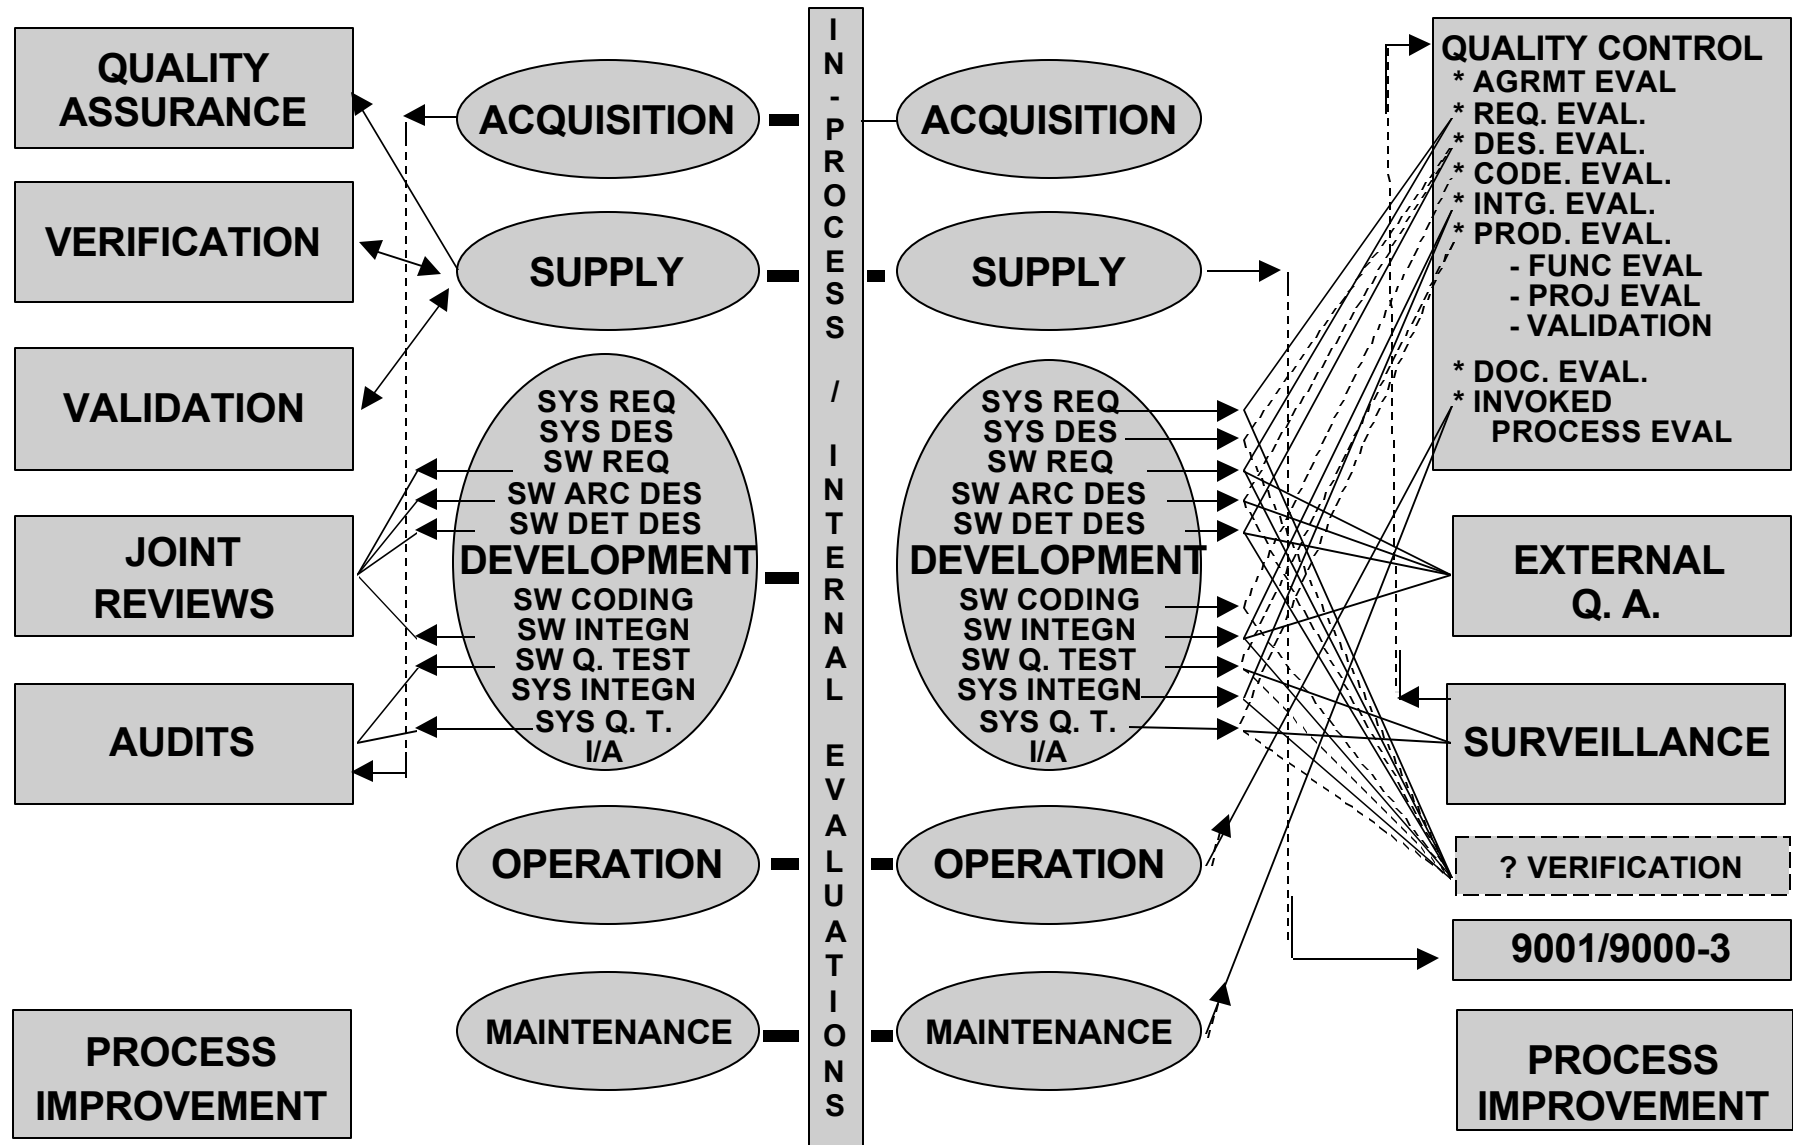 QUALITY
ASSURANCE
VERIFICATION
VALIDATION
JOINT
REVIEWS
AUDITS
PROCESS
IMPROVEMENT
ACQUISITION
SUPPLY
SYS REQ
SYS DES
SW REQ
SW ARC DES
SW DET DES
DEVELOPMENT
SW CODING
SW INTEGN
SW Q. TEST
SYS INTEGN
SYS Q. T.
I/A
OPERATION
MAINTENANCE
IN-PROCESS / INTERNAL EVALUATIONS
ACQUISITION
SUPPLY
SYS REQ
SYS DES
SW REQ
SW ARC DES
SW DET DES
DEVELOPMENT
SW CODING
SW INTEGN
SW Q. TEST
SYS INTEGN
SYS Q. T.
I/A
OPERATION
MAINTENANCE
QUALITY CONTROL
* AGRMT EVAL
* REQ. EVAL.
* DES. EVAL.
* CODE. EVAL.
* INTG. EVAL.
* PROD. EVAL.
- FUNC EVAL
- PROJ EVAL
- VALIDATION
* DOC. EVAL.
* INVOKED
PROCESS EVAL
EXTERNAL
Q. A.
SURVEILLANCE
? VERIFICATION
9001/9000-3
PROCESS
IMPROVEMENT